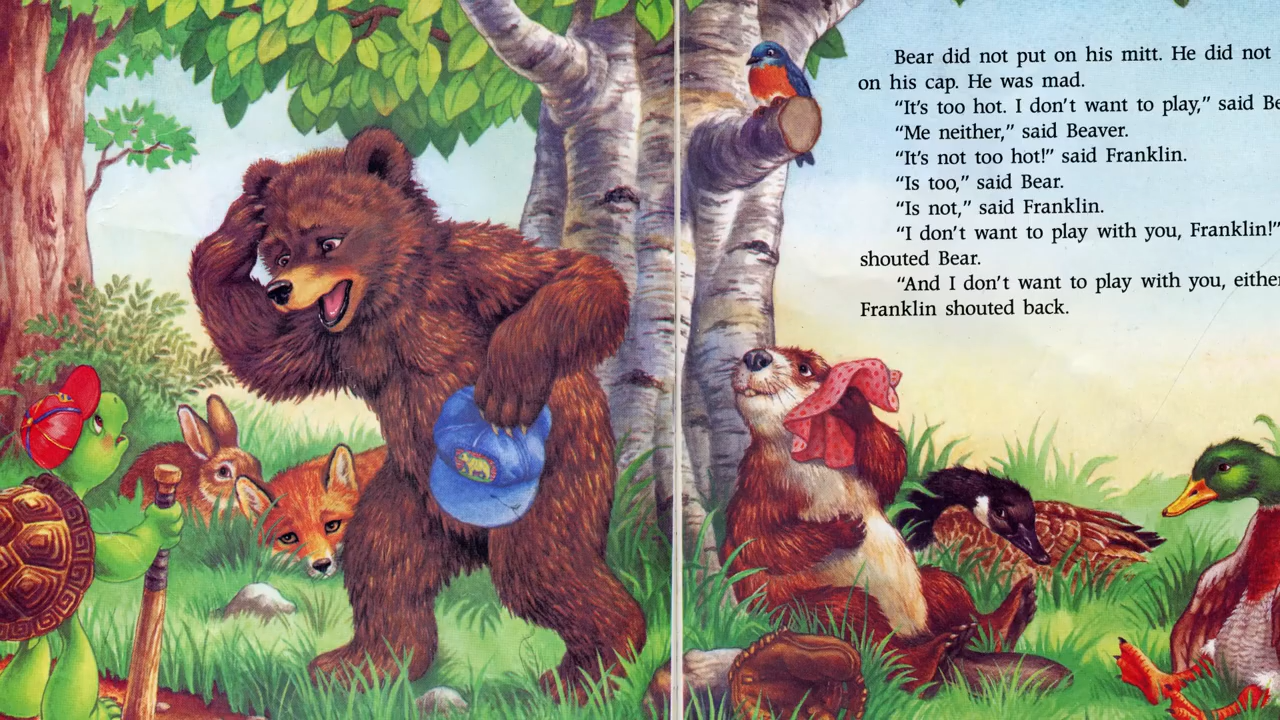 Bear did not put on his mitt. He did not
on his cap. He was mad.
“It's too hot. I don't want to play,” said Be
“Me neither,” said Beaver.
“It's not too hot!” said Franklin.
“Is too,” said Bear.
“Is not,” said Franklin.
“I don't want to play with you, Franklin!”
shouted Bear.
“And I don't want to play with you, either
Franklin shouted back.